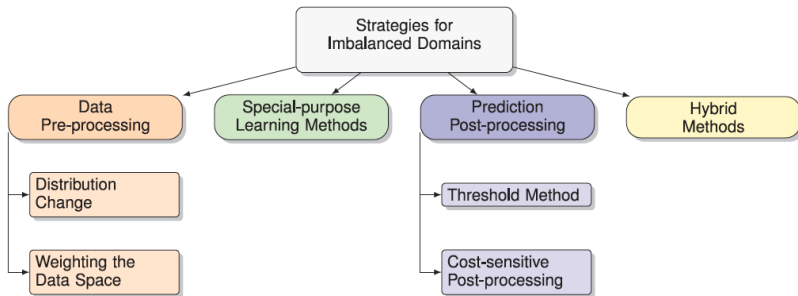 Strategies for
Imbalanced Domains
Data
Pre-processing
Special-purpose
Learning Methods
Prediction
Post-processing
Hybrid
Methods
Distribution
Change
Threshold Method
Weighting the
Data Space
Cost-sensitive
Post-processing